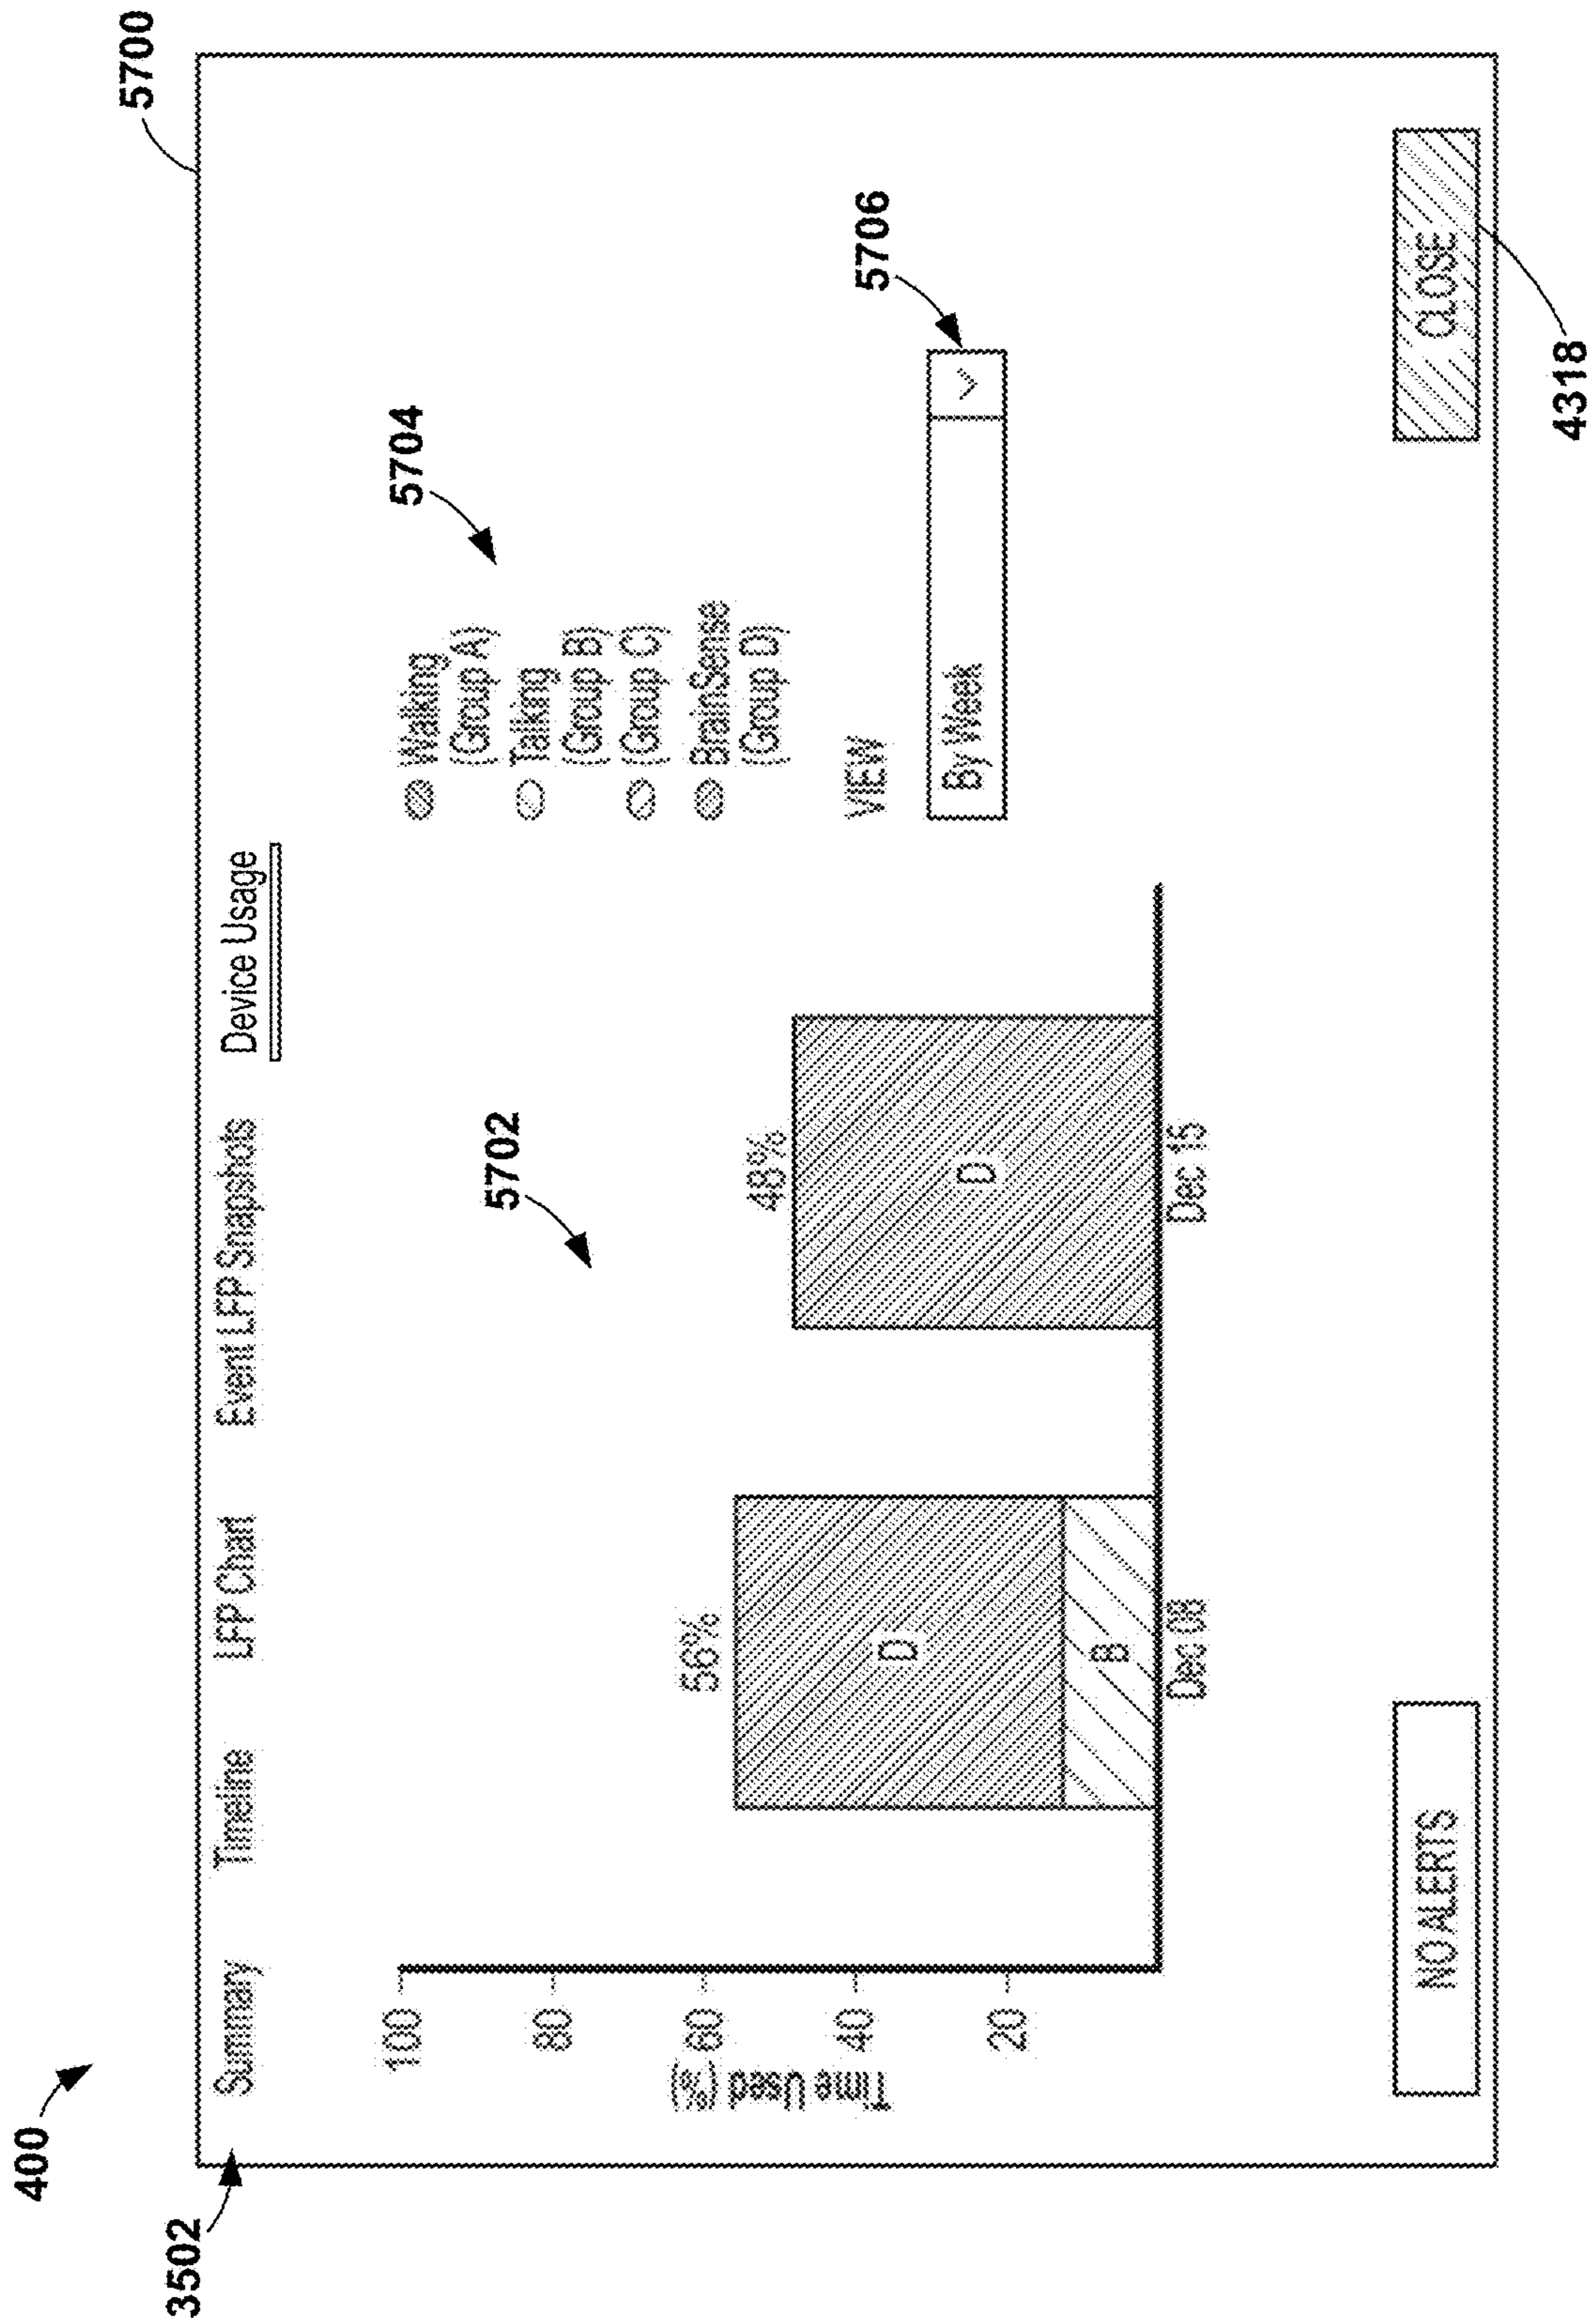 400
3502
5700
Summary Timeline LFP Chart Event LFP Snapshots Device Usage
Time Used (%)
100
80
60
40
20
56%
D
B
Dec 08
5702
48%
D
Dec 15
5704
Walking
(Group A)
Talking
(Group B)
(Group C)
BrainSense
(Group D)
VIEW
By Week
5706
NO ALERTS
CLOSE
4318